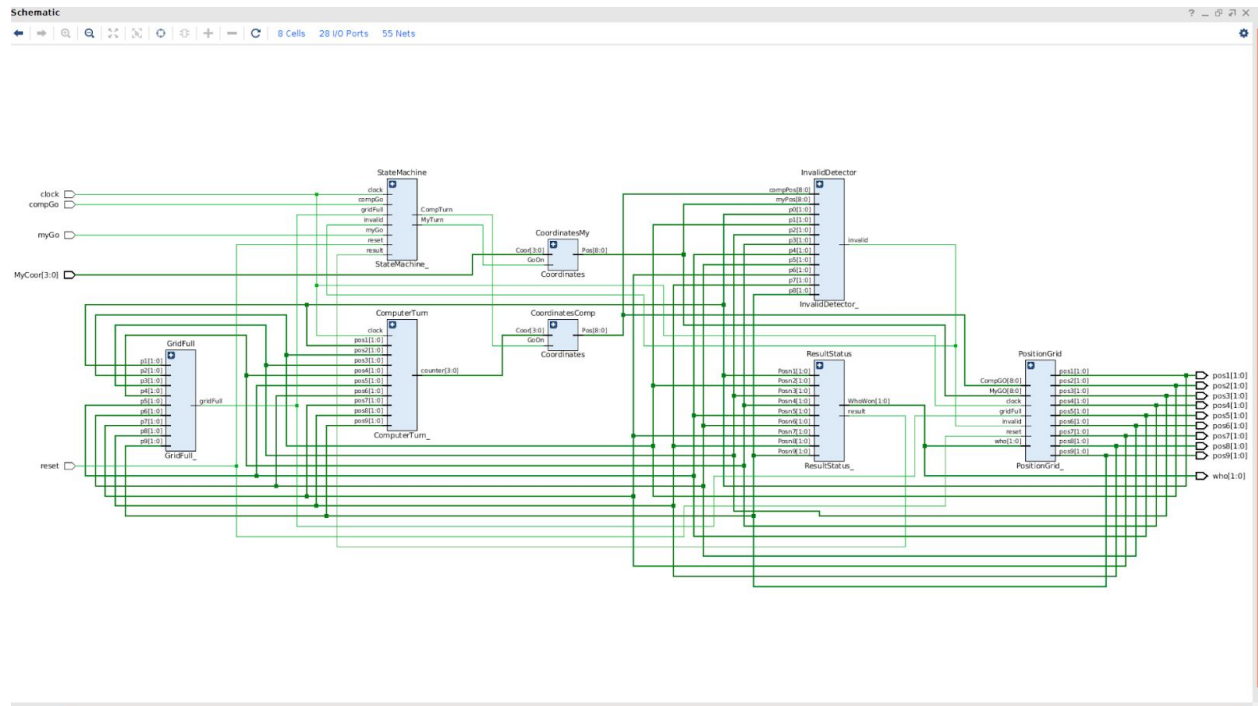 Schematic
8 Cells 28 I/O Ports 55 Nets
clock
compGo
myGo
MyCoor[3:0]
reset
StateMachine
clock
compGo
gridFull
invalid
myGo
reset
result
CompTurn
MyTurn
StateMachine_
CoordinatesMy
Coor[3:0]
GoOn
Pos[8:0]
Coordinates
InvalidDetector
compPos[8:0]
myPos[8:0]
p0[1:0]
p1[1:0]
p2[1:0]
p3[1:0]
p4[1:0]
p5[1:0]
p6[1:0]
p7[1:0]
p8[1:0]
invalid
InvalidDetector_
GridFull
p1[1:0]
p2[1:0]
p3[1:0]
p4[1:0]
p5[1:0]
p6[1:0]
p7[1:0]
p8[1:0]
p9[1:0]
gridFull
GridFull_
ComputerTurn
clock
pos1[1:0]
pos2[1:0]
pos3[1:0]
pos4[1:0]
pos5[1:0]
pos6[1:0]
pos7[1:0]
pos8[1:0]
pos9[1:0]
counter[3:0]
ComputerTurn_
CoordinatesComp
Coor[3:0]
GoOn
Pos[8:0]
Coordinates
ResultStatus
Posn1[1:0]
Posn2[1:0]
Posn3[1:0]
Posn4[1:0]
Posn5[1:0]
Posn6[1:0]
Posn7[1:0]
Posn8[1:0]
Posn9[1:0]
WhoWon[1:0]
result
ResultStatus_
PositionGrid
CompGO[8:0]
MyGO[8:0]
clock
gridFull
invalid
reset
who[1:0]
pos1[1:0]
pos2[1:0]
pos3[1:0]
pos4[1:0]
pos5[1:0]
pos6[1:0]
pos7[1:0]
pos8[1:0]
pos9[1:0]
PositionGrid_
pos1[1:0]
pos2[1:0]
pos3[1:0]
pos4[1:0]
pos5[1:0]
pos6[1:0]
pos7[1:0]
pos8[1:0]
pos9[1:0]
who[1:0]